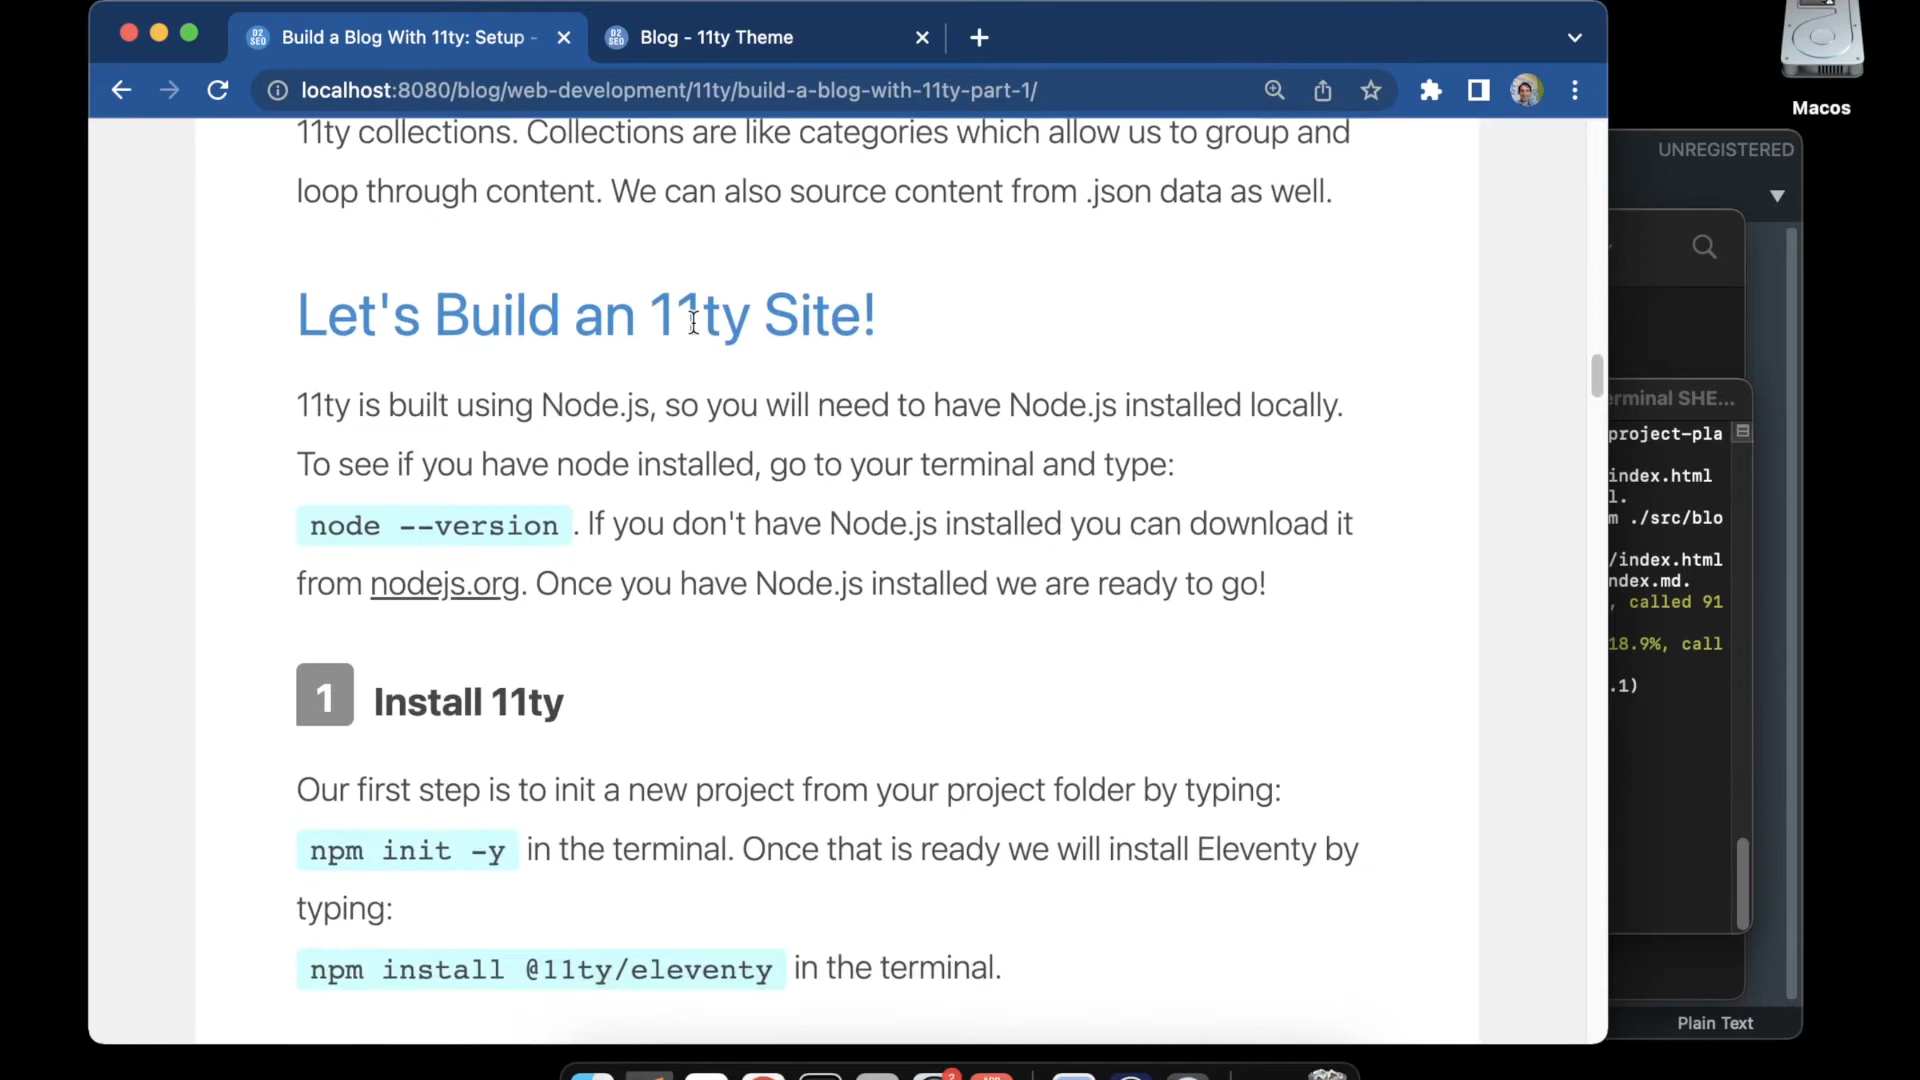 Build a Blog With 11ty: Setup -
Blog - 11ty Theme
localhost:8080/blog/web-development/11ty/build-a-blog-with-11ty-part-1/
Macos
UNREGISTERED
11ty collections. Collections are like categories which allow us to group and
loop through content. We can also source content from .json data as well.
Let's Build an 11ty Site!
11ty is built using Node.js, so you will need to have Node.js installed locally.
To see if you have node installed, go to your terminal and type:
node --version . If you don't have Node.js installed you can download it
from nodejs.org. Once you have Node.js installed we are ready to go!
1 Install 11ty
Our first step is to init a new project from your project folder by typing:
npm init -y in the terminal. Once that is ready we will install Eleventy by
typing:
npm install @11ty/eleventy in the terminal.
erminal SHE...
project-pla
index.html
l.
m ./src/blo
/index.html
ndex.md.
, called 91
18.9%, call
.1)
Plain Text
2